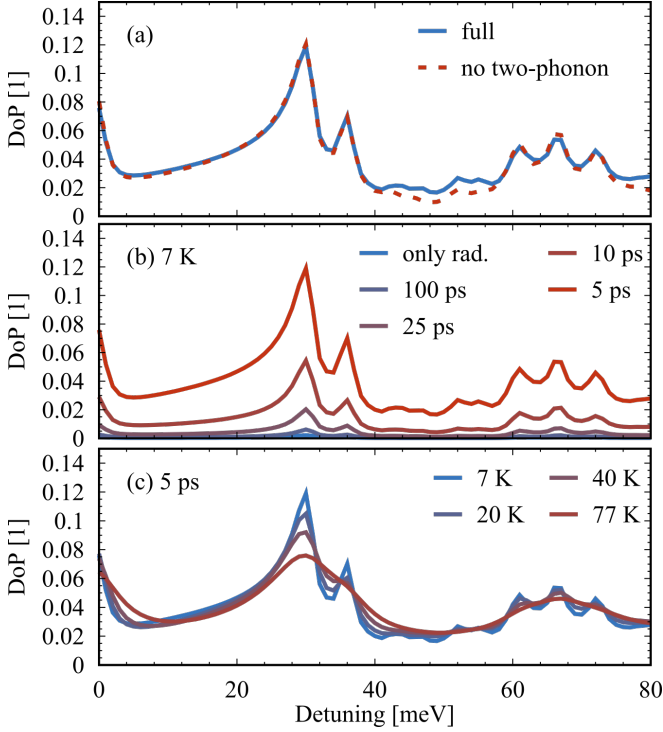 0.14
(a)
full
0.12
no two-phonon
0.1
DoP [1]
0.08
0.06
0.04
0.02
0
0.14
(b) 7 K
only rad.
10 ps
0.12
100 ps
5 ps
0.1
25 ps
DoP [1]
0.08
0.06
0.04
0.02
0
0.14
(c) 5 ps
7 K
40 K
0.12
20 K
77 K
0.1
DoP [1]
0.08
0.06
0.04
0.02
0
0 20 40 60 80
Detuning [meV]